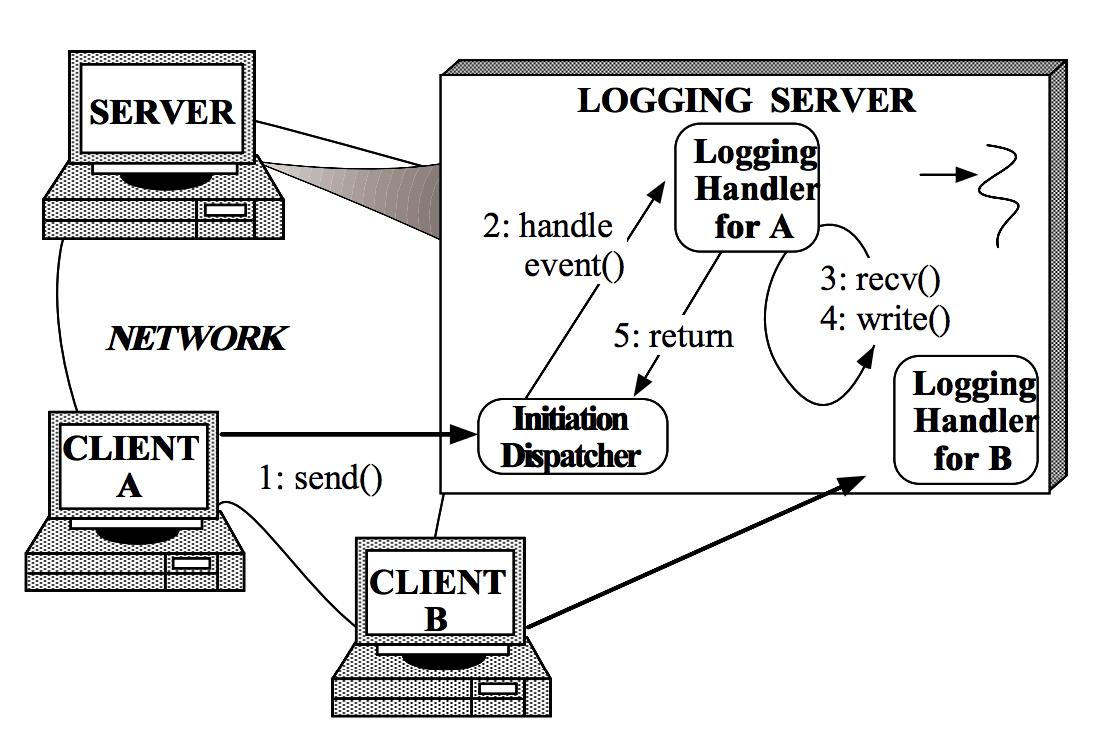 SERVER
LOGGING SERVER
Logging
Handler
for A
2: handle
event()
3: recv()
4: write()
5: return
NETWORK
Logging
Handler
for B
Initiation
Dispatcher
CLIENT
A
1: send()
CLIENT
B